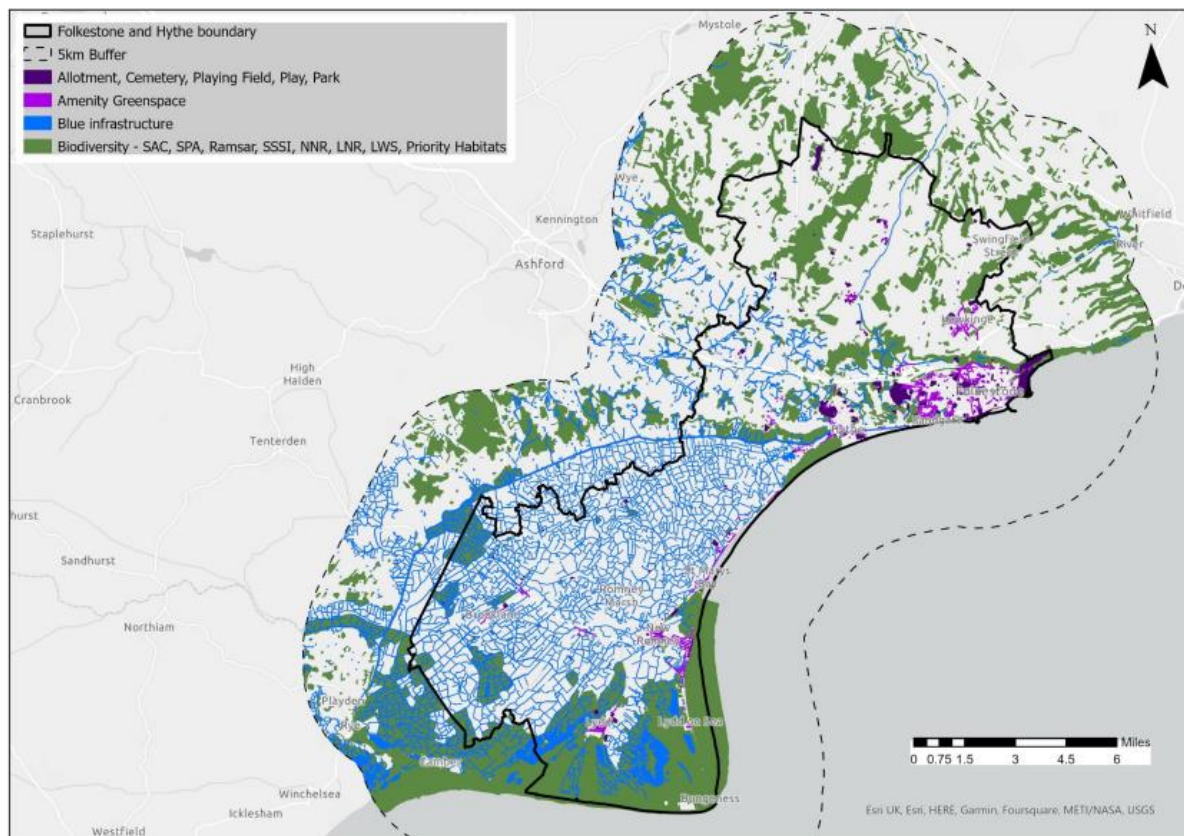 Folkestone and Hythe boundary
5km Buffer
Allotment, Cemetery, Playing Field, Play, Park
Amenity Greenspace
Blue infrastructure
Biodiversity - SAC, SPA, Ramsar, SSSI, NNR, LNR, LWS, Priority Habitats
Mystole
N
Wye
Kennington
Whitfield
River
Staplehurst
Swingfield
Street
Ashford
Hawkinge
High
Halden
Folkestone
Cranbrook
Sandgate
Hythe
Tenterden
hurst
Sandhurst
St Marys
Bay
Romney
Marsh
Brookland
Northiam
New
Romney
Playden
Rye
Lydd
Lydd on Sea
Camber
Miles
0 0.75 1.5 3 4.5 6
Winchelsea
Dungeness
Icklesham
Westfield
Esri UK, Esri, HERE, Garmin, Foursquare, METI/NASA, USGS